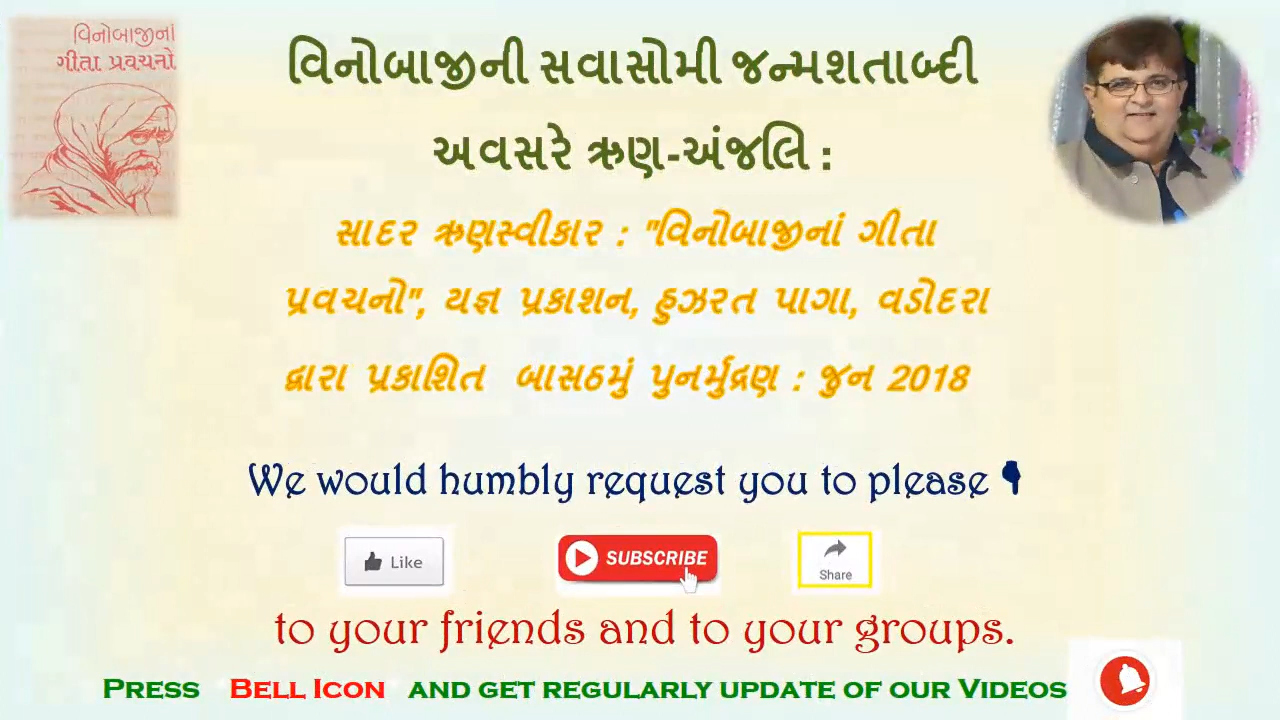 વિનોબાજીનાં
ગીતા પ્રવચનો
વિનોબાજીની સવાસોમી જન્મશતાબ્દી
અવસરે ઋણ-અંજલિ :
સાદર ઋણસ્વીકાર : "વિનોબાજીનાં ગીતા
પ્રવચનો", યજ્ઞ પ્રકાશન, હુઝરત પાગા, વડોદરા
દ્વારા પ્રકાશિત બાસઠમું પુનર્મુદ્રણ : જુન 2018
We would humbly request you to please 👇
Like
SUBSCRIBE
Share
to your friends and to your groups.
PRESS BELL ICON AND GET REGULARLY UPDATE OF OUR VIDEOS